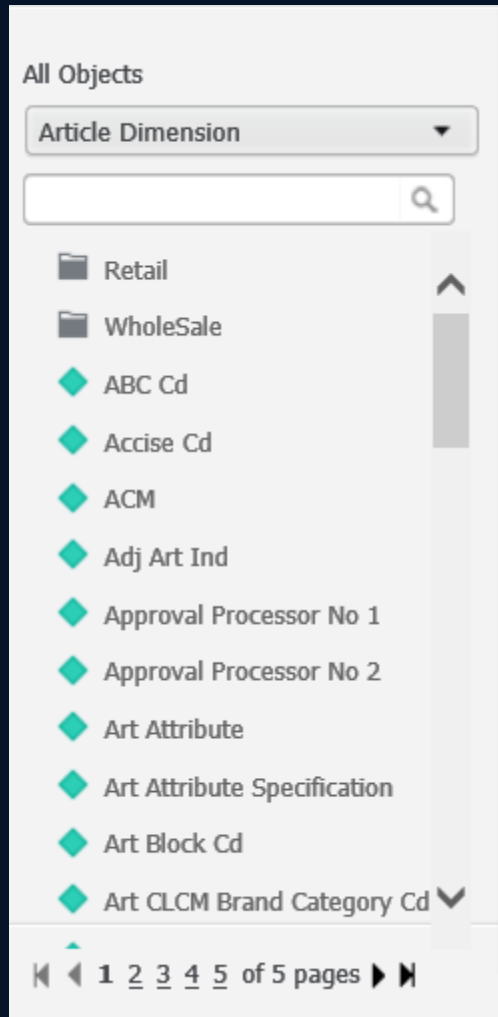 All Objects
Article Dimension
Retail
WholeSale
ABC Cd
Accise Cd
ACM
Adj Art Ind
Approval Processor No 1
Approval Processor No 2
Art Attribute
Art Attribute Specification
Art Block Cd
Art CLCM Brand Category Cd
1 2 3 4 5 of 5 pages